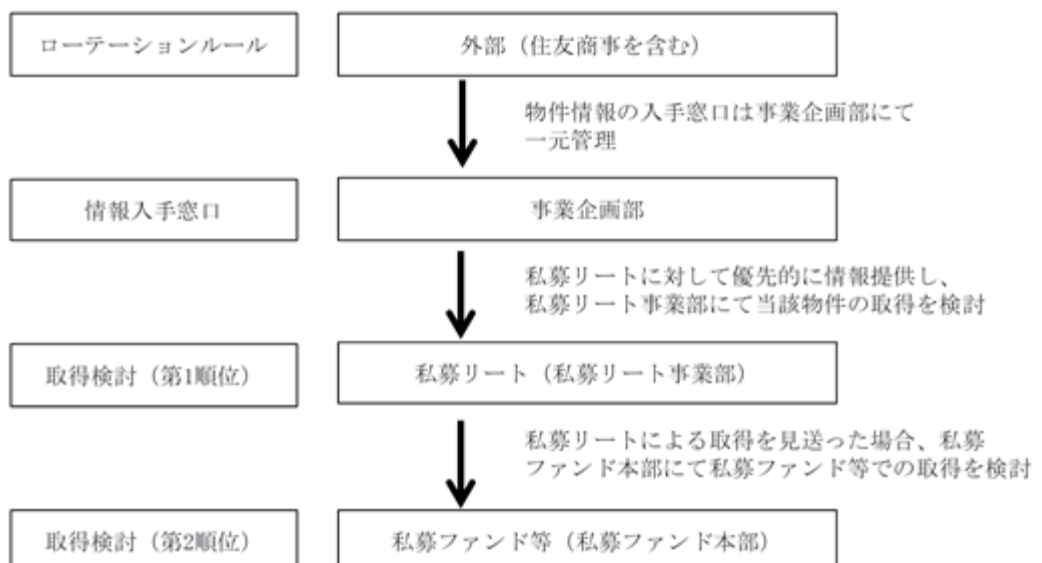 ローテーションルール
外部（住友商事を含む）
物件情報の入手窓口は事業企画部にて
一元管理
情報入手窓口
事業企画部
私募リートに対して優先的に情報提供し、
私募リート事業部にて当該物件の取得を検討
取得検討（第1順位）
私募リート（私募リート事業部）
私募リートによる取得を見送った場合、私募
ファンド本部にて私募ファンド等での取得を検討
取得検討（第2順位）
私募ファンド等（私募ファンド本部）